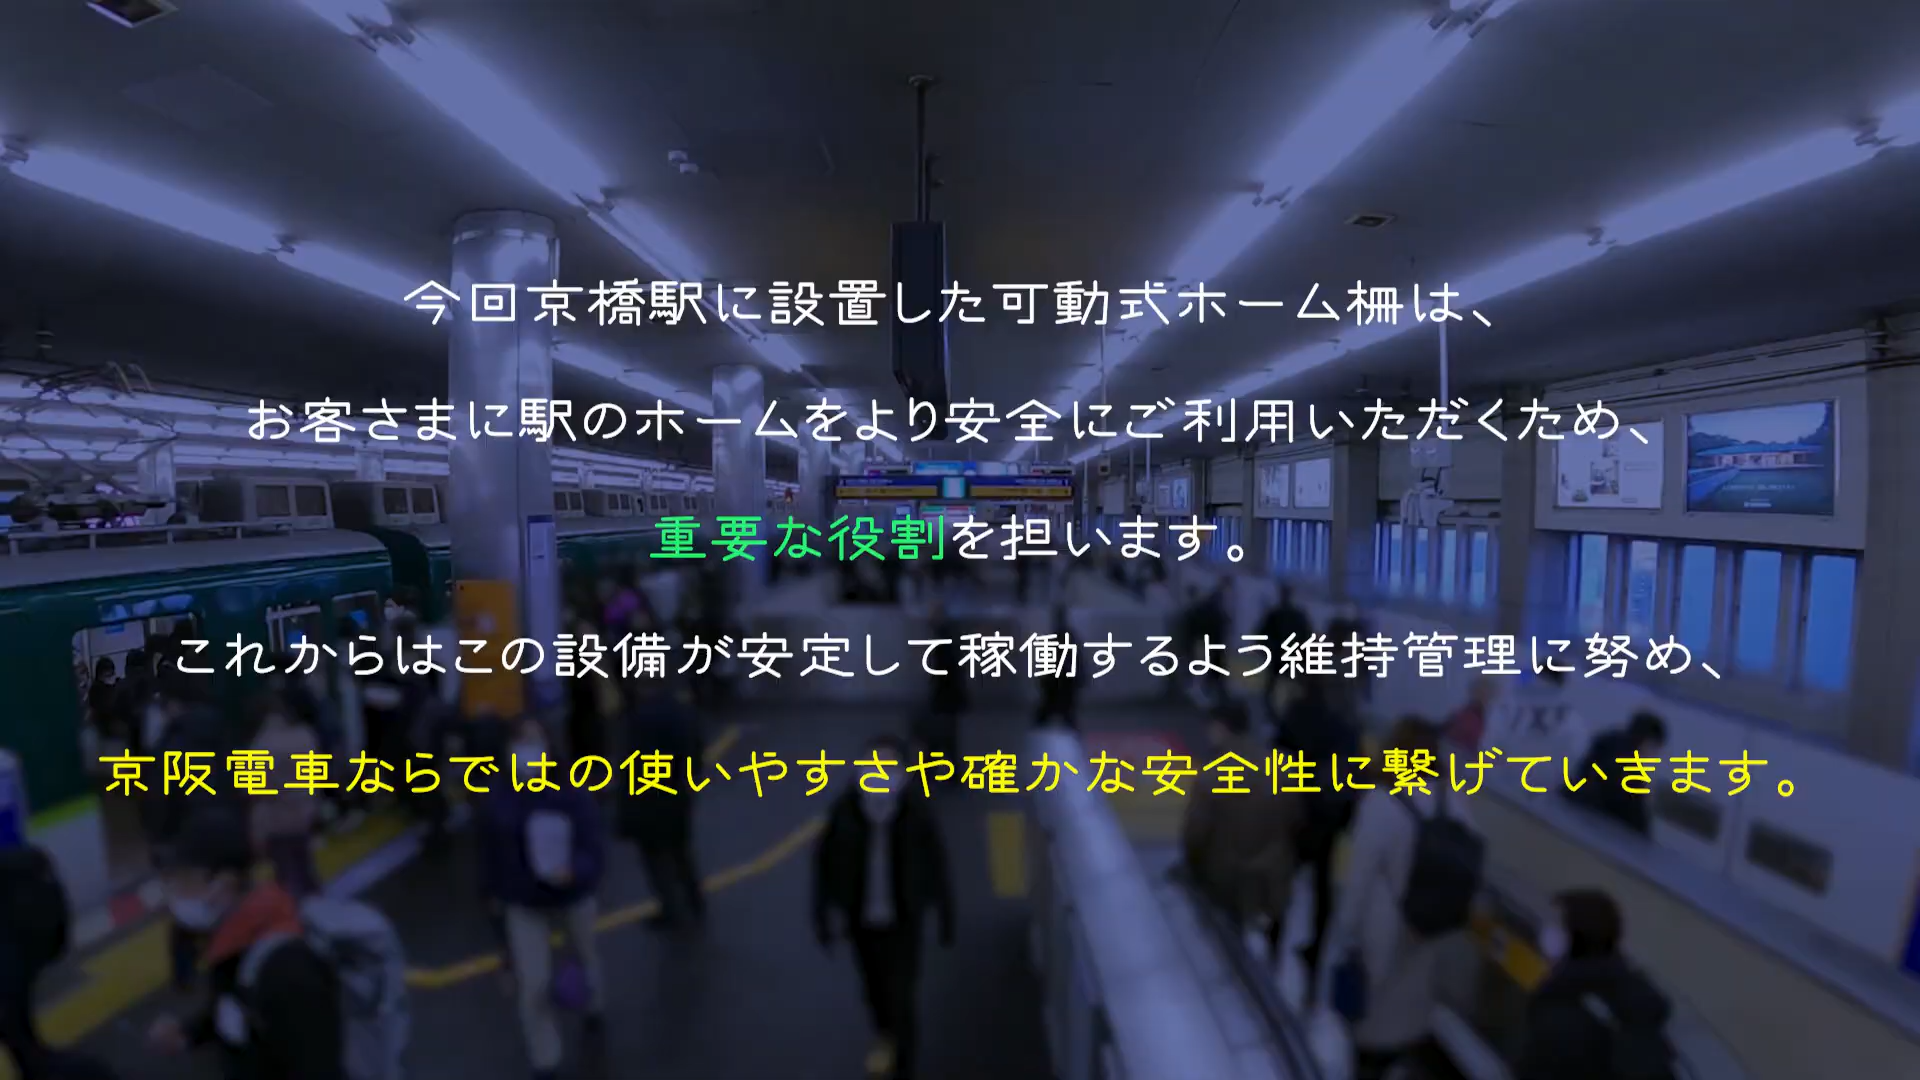 今回京橋駅に設置した可動式ホーム柵は、
お客さまに駅のホームをより安全にご利用いただくため、
重要な役割を担います。
これからはこの設備が安定して稼働するよう維持管理に努め、
京阪電車ならではの使いやすさや確かな安全性に繋げていきます。